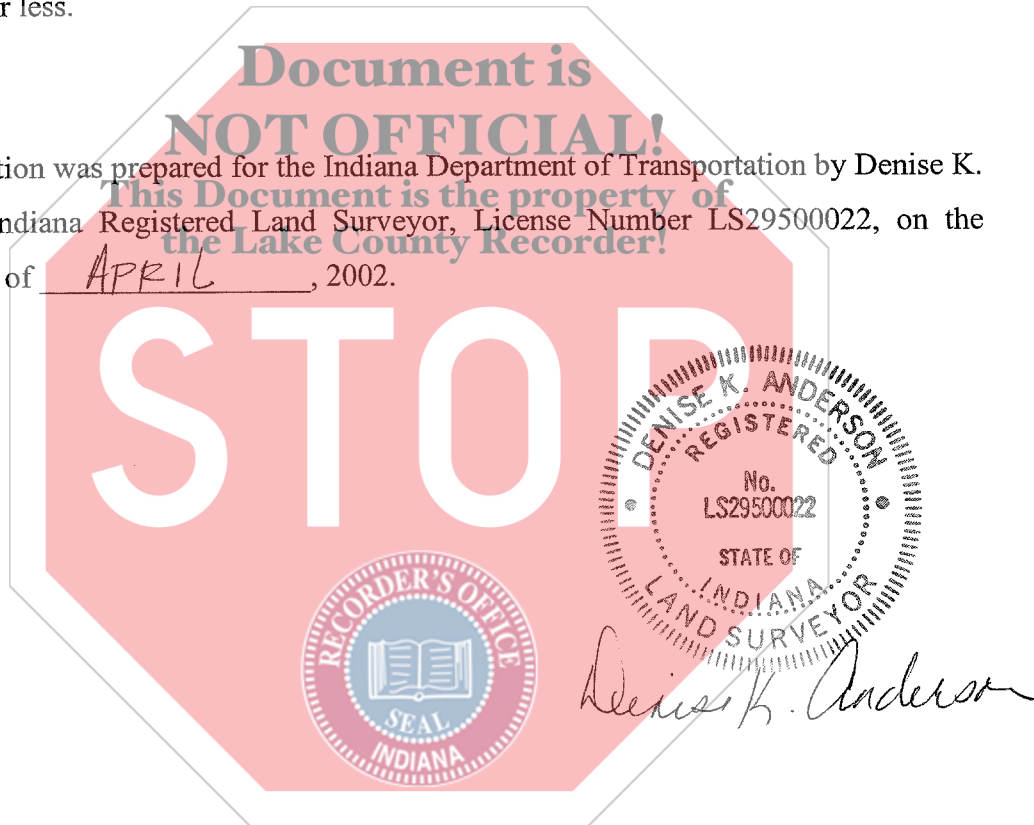 r less.
Document is
NOT OFFICIAL!
tion was prepared for the Indiana Department of Transportation by Denise K.
This Document is the property of
ndiana Registered Land Surveyor, License Number LS29500022, on the
the Lake County Recorder!
of APRIL, 2002.
STOP
DENISE K. ANDERSON
REGISTERED
No.
LS29500022
STATE OF
INDIANA
LAND SURVEYOR
RECORDER'S OFFICE
SEAL
INDIANA
Denise K. Anderson